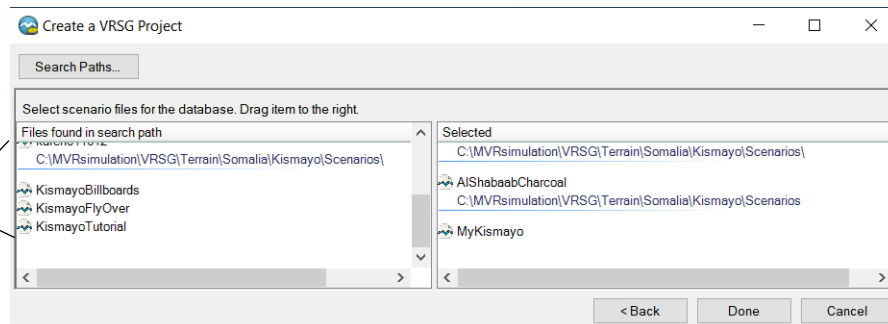 Create a VRSG Project
Search Paths...
Select scenario files for the database. Drag item to the right.
Files found in search path
C:\MVRsimulation\VRSG\Terrain\Somalia\Kismayo\Scenarios\
KismayoBillboards
KismayoFlyOver
KismayoTutorial
Selected
C:\MVRsimulation\VRSG\Terrain\Somalia\Kismayo\Scenarios\
AlShabaabCharcoal
C:\MVRsimulation\VRSG\Terrain\Somalia\Kismayo\Scenarios
MyKismayo
< Back
Done
Cancel